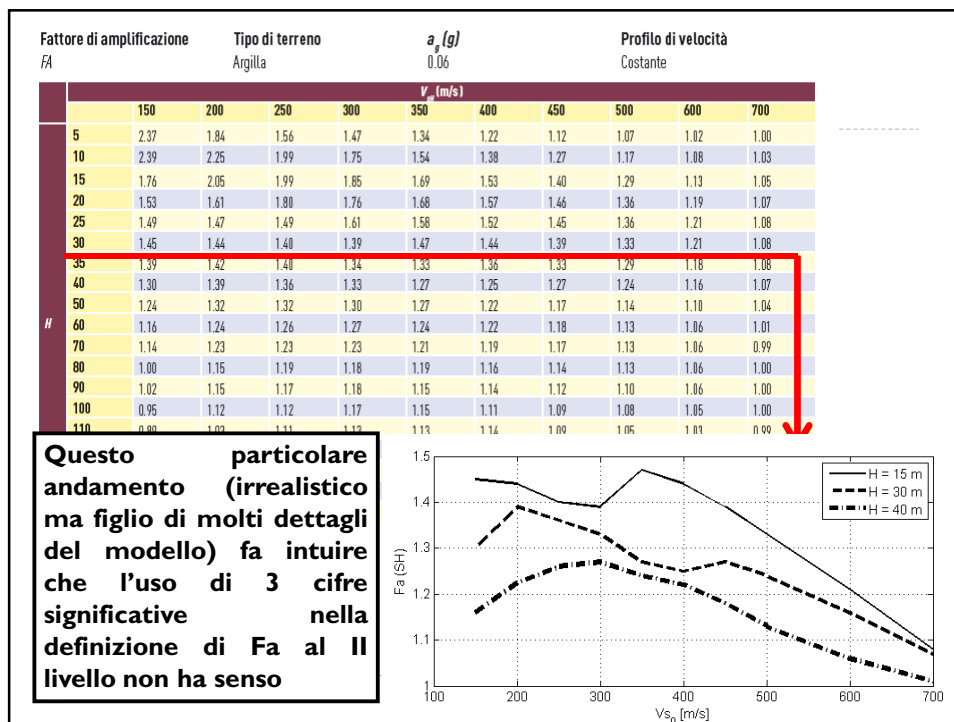 Fattore di amplificazione Tipo di terreno a_g (g) Profilo di velocità
FA Argilla 0.06 Costante
V_sH (m/s)
150 200 250 300 350 400 450 500 600 700
5 2.37 1.84 1.56 1.47 1.34 1.22 1.12 1.07 1.02 1.00
10 2.39 2.25 1.99 1.75 1.54 1.38 1.27 1.17 1.08 1.03
15 1.76 2.05 1.99 1.85 1.69 1.53 1.40 1.29 1.13 1.05
20 1.53 1.61 1.80 1.76 1.68 1.57 1.46 1.36 1.19 1.07
25 1.49 1.47 1.49 1.61 1.58 1.52 1.45 1.36 1.21 1.08
30 1.45 1.44 1.40 1.39 1.47 1.44 1.39 1.33 1.21 1.08
35 1.39 1.42 1.40 1.34 1.33 1.36 1.33 1.29 1.18 1.08
40 1.30 1.39 1.36 1.33 1.27 1.25 1.27 1.24 1.16 1.07
50 1.24 1.32 1.32 1.30 1.27 1.22 1.17 1.14 1.10 1.04
H 60 1.16 1.24 1.26 1.27 1.24 1.22 1.18 1.13 1.06 1.01
70 1.14 1.23 1.23 1.23 1.21 1.19 1.17 1.13 1.06 0.99
80 1.00 1.15 1.19 1.18 1.19 1.16 1.14 1.13 1.06 1.00
90 1.02 1.15 1.17 1.18 1.15 1.14 1.12 1.10 1.06 1.00
100 0.95 1.12 1.12 1.17 1.15 1.11 1.09 1.08 1.05 1.00
110 1.13 1.14 1.09 1.05 1.03 0.99
Questo particolare
andamento (irrealistico
ma figlio di molti dettagli
del modello) fa intuire
che l'uso di 3 cifre
significative nella
definizione di Fa al II
livello non ha senso
1.5
1.4
1.3
1.2
1.1
1
Fa (SH)
H = 15 m
H = 30 m
H = 40 m
100 200 300 400 500 600 700
Vs₀ [m/s]